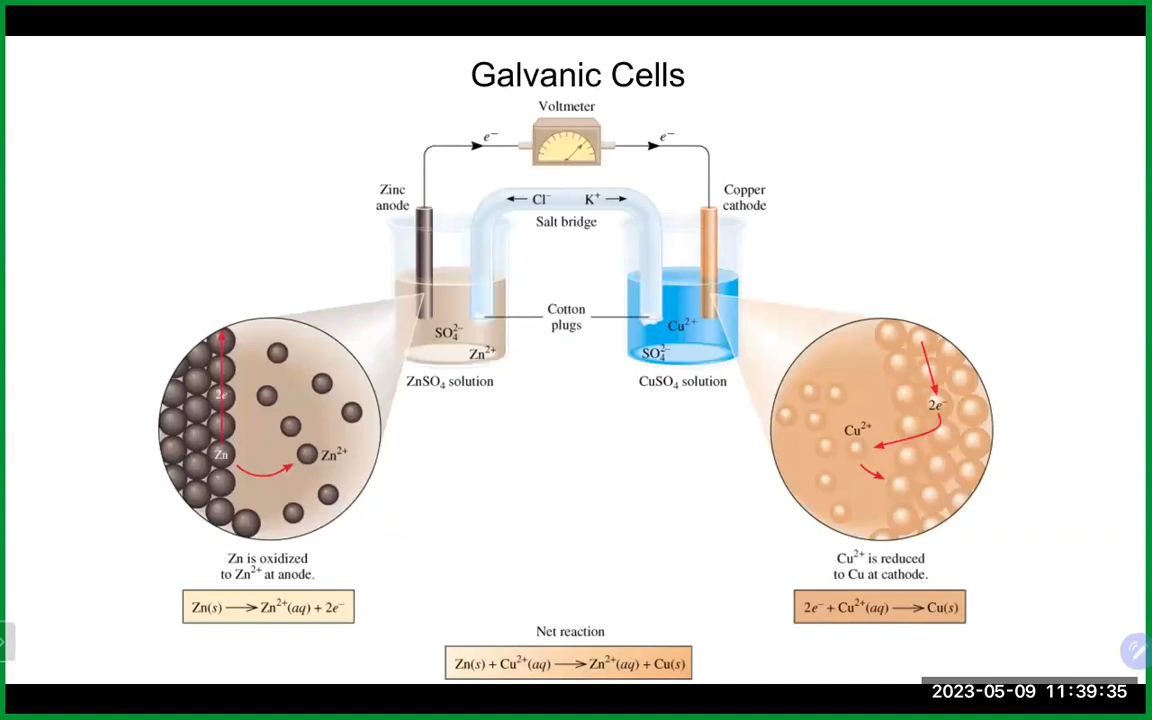 Galvanic Cells
Voltmeter
e⁻
e⁻
Zinc
anode
Cl⁻
K⁺
Salt bridge
Copper
cathode
Cotton
plugs
SO₄²⁻
Zn²⁺
Cu²⁺
SO₄²⁻
ZnSO₄ solution
CuSO₄ solution
2e⁻
Zn
Zn²⁺
2e⁻
Cu²⁺
Zn is oxidized
to Zn²⁺ at anode.
Zn(s) ⟶ Zn²⁺(aq) + 2e⁻
Cu²⁺ is reduced
to Cu at cathode.
2e⁻ + Cu²⁺(aq) ⟶ Cu(s)
Net reaction
Zn(s) + Cu²⁺(aq) ⟶ Zn²⁺(aq) + Cu(s)
2023-05-09 11:39:35